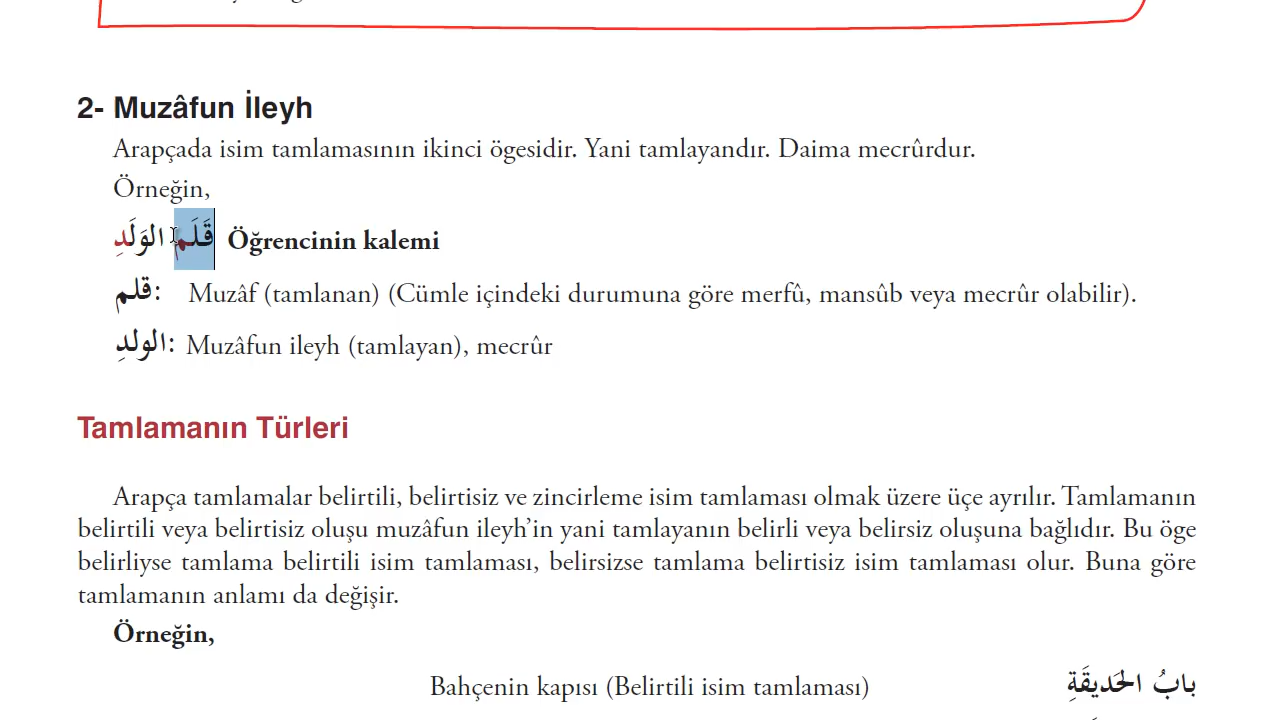 2- Muzâfun İleyh
Arapçada isim tamlamasının ikinci ögesidir. Yani tamlayandır. Daima mecrûrdur.
Örneğin,
قَلَم الوَلَدِ Öğrencinin kalemi
قلم: Muzâf (tamlanan) (Cümle içindeki durumuna göre merfû, mansûb veya mecrûr olabilir).
الولدِ: Muzâfun ileyh (tamlayan), mecrûr
Tamlamanın Türleri
Arapça tamlamalar belirtili, belirtisiz ve zincirleme isim tamlaması olmak üzere üçe ayrılır. Tamlamanın
belirtili veya belirtisiz oluşu muzâfun ileyh’in yani tamlayanın belirli veya belirsiz oluşuna bağlıdır. Bu öge
belirliyse tamlama belirtili isim tamlaması, belirsizse tamlama belirtisiz isim tamlaması olur. Buna göre
tamlamanın anlamı da değişir.
Örneğin,
Bahçenin kapısı (Belirtili isim tamlaması) بابُ الحَديقَةِ